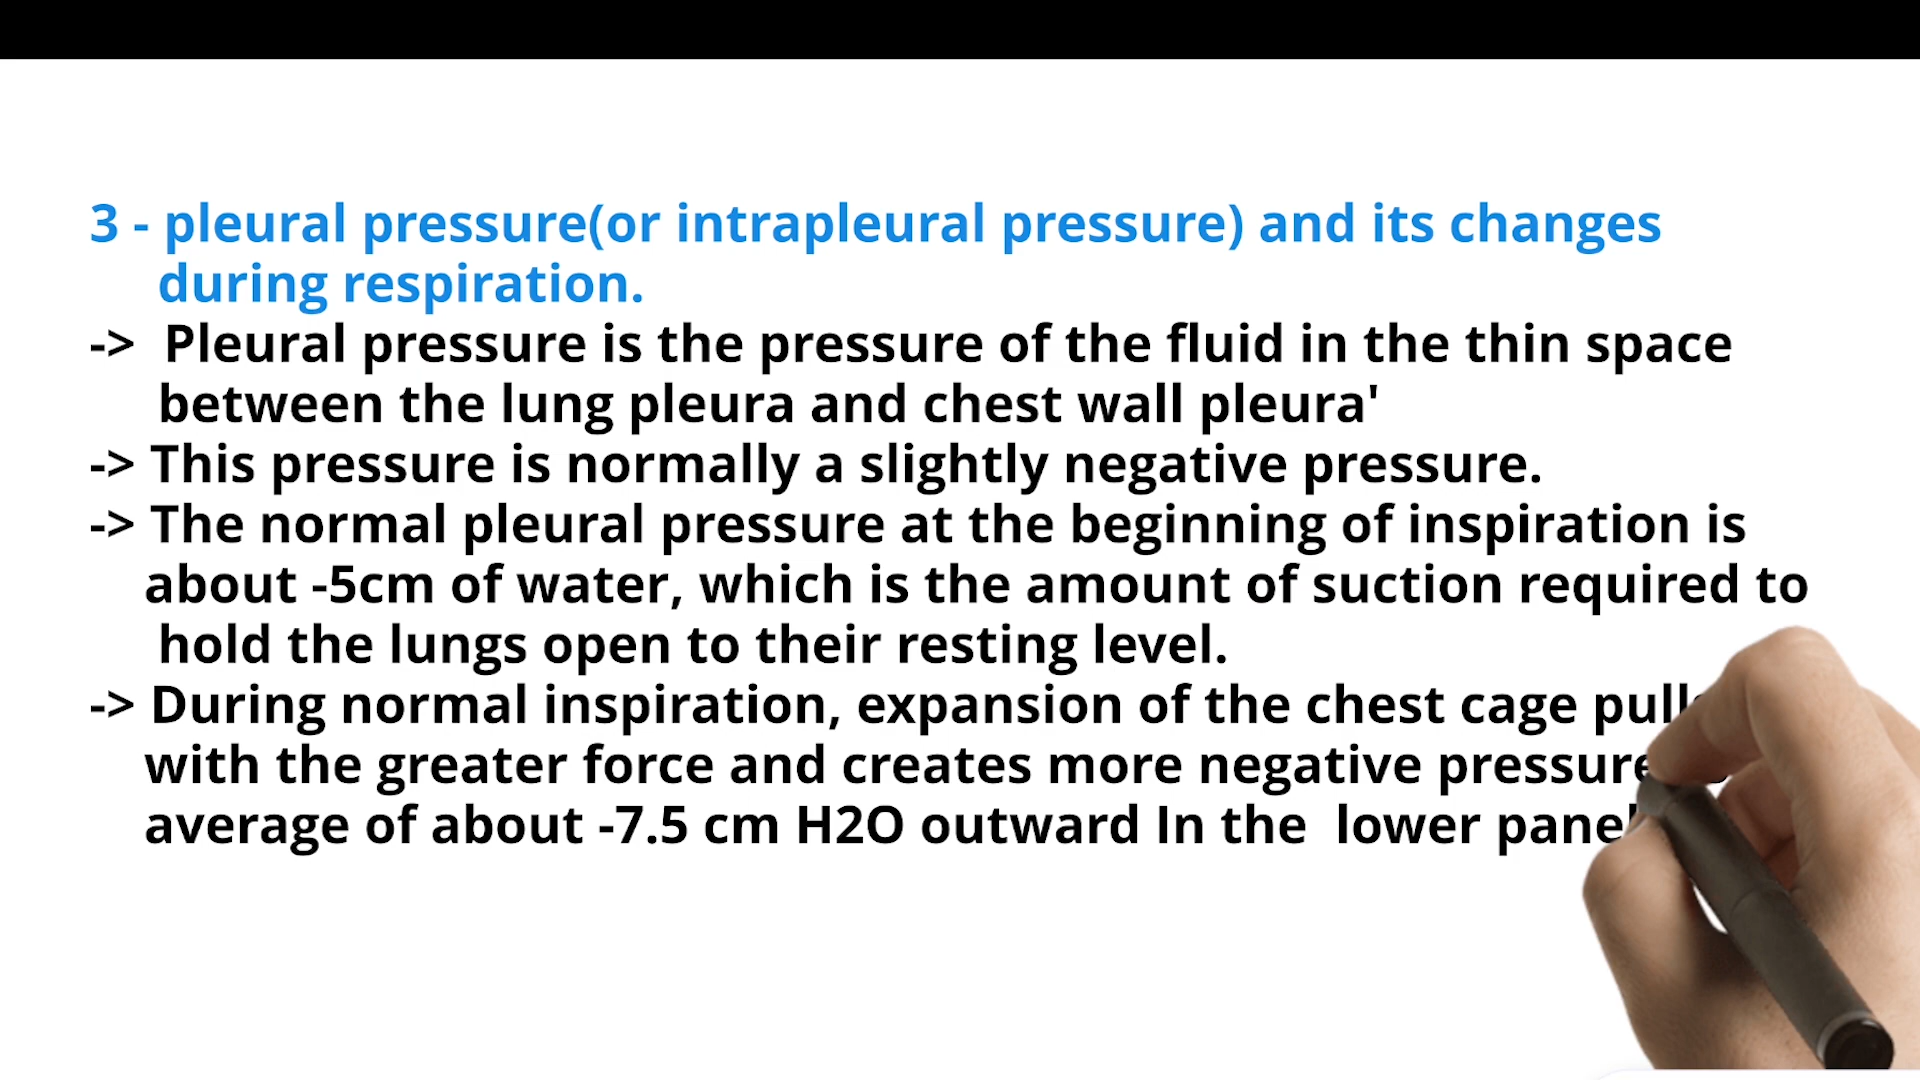 3 - pleural pressure(or intrapleural pressure) and its changes
during respiration.
-> Pleural pressure is the pressure of the fluid in the thin space
between the lung pleura and chest wall pleura'
-> This pressure is normally a slightly negative pressure.
-> The normal pleural pressure at the beginning of inspiration is
about -5cm of water, which is the amount of suction required to
hold the lungs open to their resting level.
-> During normal inspiration, expansion of the chest cage pulls
with the greater force and creates more negative pressure
average of about -7.5 cm H2O outward In the lower panel